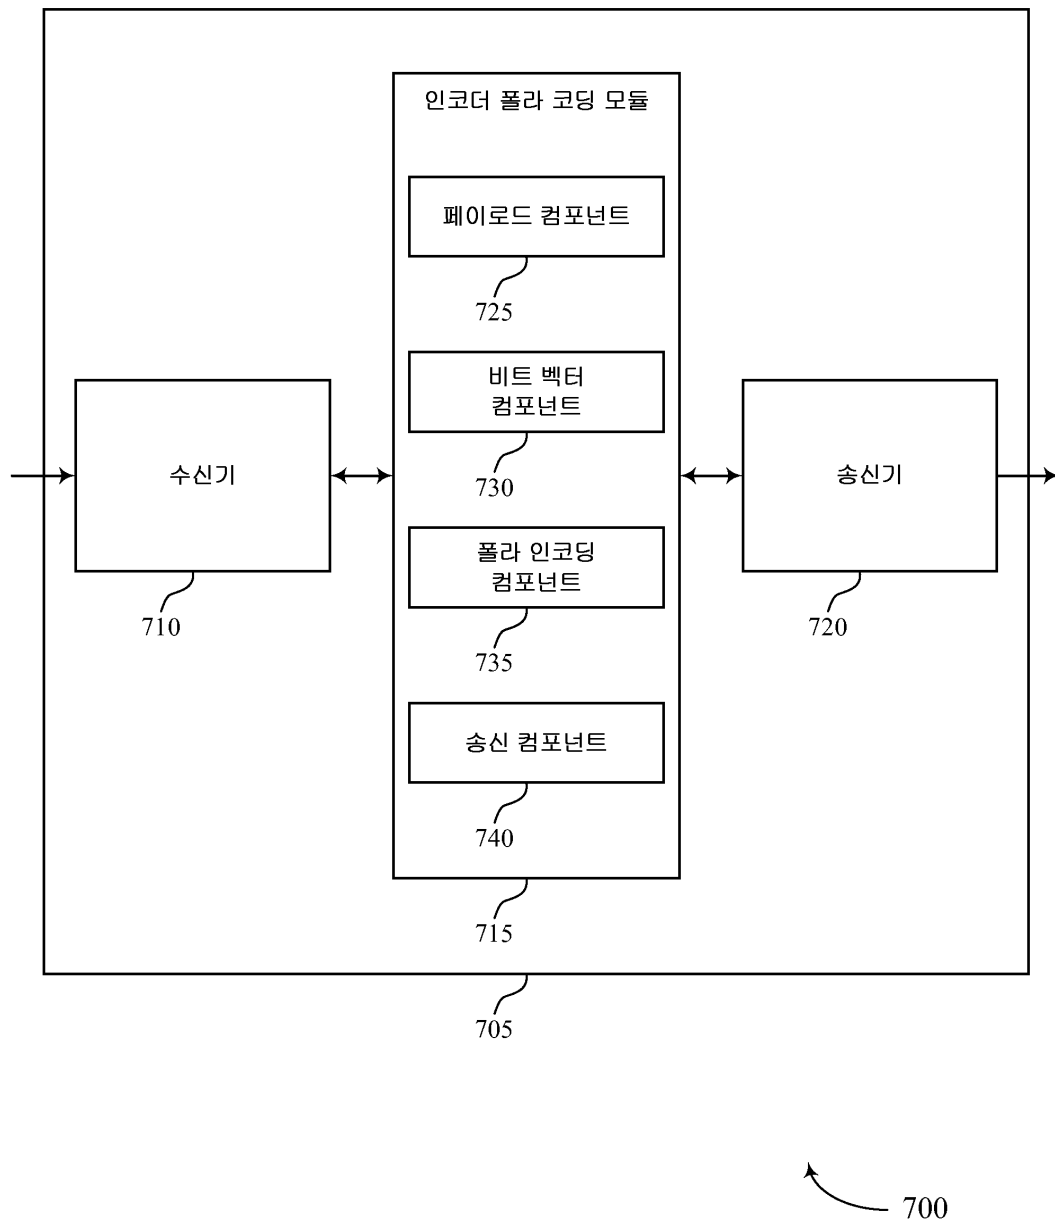 인코더 폴라 코딩 모듈
페이로드 컴포넌트
725
비트 벡터
컴포넌트
730
수신기
710
송신기
720
폴라 인코딩
컴포넌트
735
송신 컴포넌트
740
715
705
700